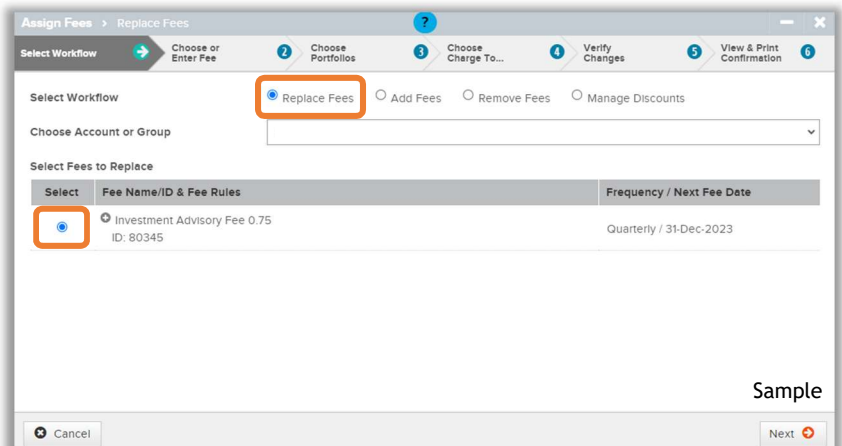 Assign Fees > Replace Fees ?
Select Workflow
Choose or
Enter Fee 2
Choose
Portfolios 3
Choose
Charge To... 4
Verify
Changes 5
View & Print
Confirmation 6
Select Workflow Replace Fees Add Fees Remove Fees Manage Discounts
Choose Account or Group
Select Fees to Replace
Select Fee Name/ID & Fee Rules Frequency / Next Fee Date
Investment Advisory Fee 0.75
ID: 80345 Quarterly / 31-Dec-2023
Sample
Cancel Next